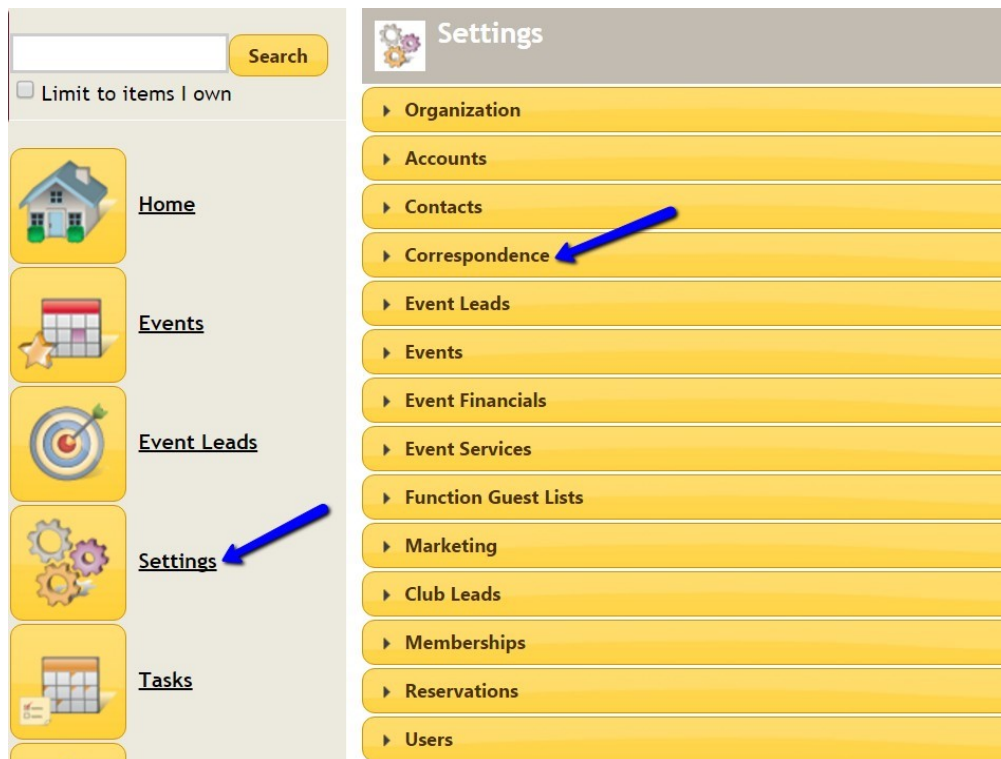 Search
Limit to items I own
Home
Events
Event Leads
Settings
Tasks
Settings
Organization
Accounts
Contacts
Correspondence
Event Leads
Events
Event Financials
Event Services
Function Guest Lists
Marketing
Club Leads
Memberships
Reservations
Users